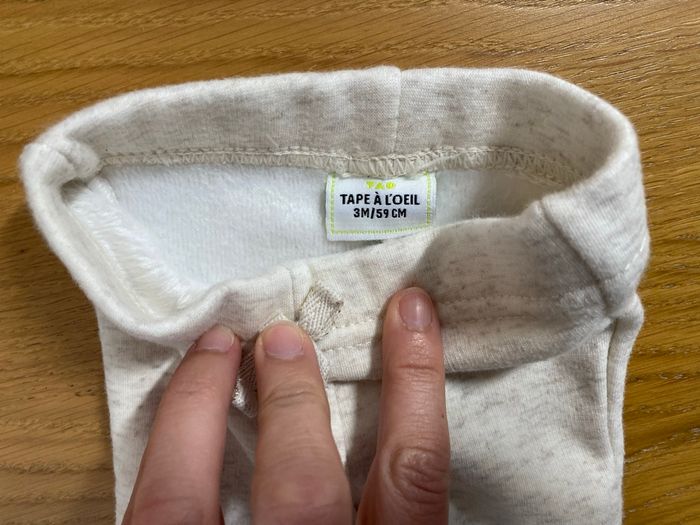 TAO
TAPE À L'OEIL
3M/59 CM